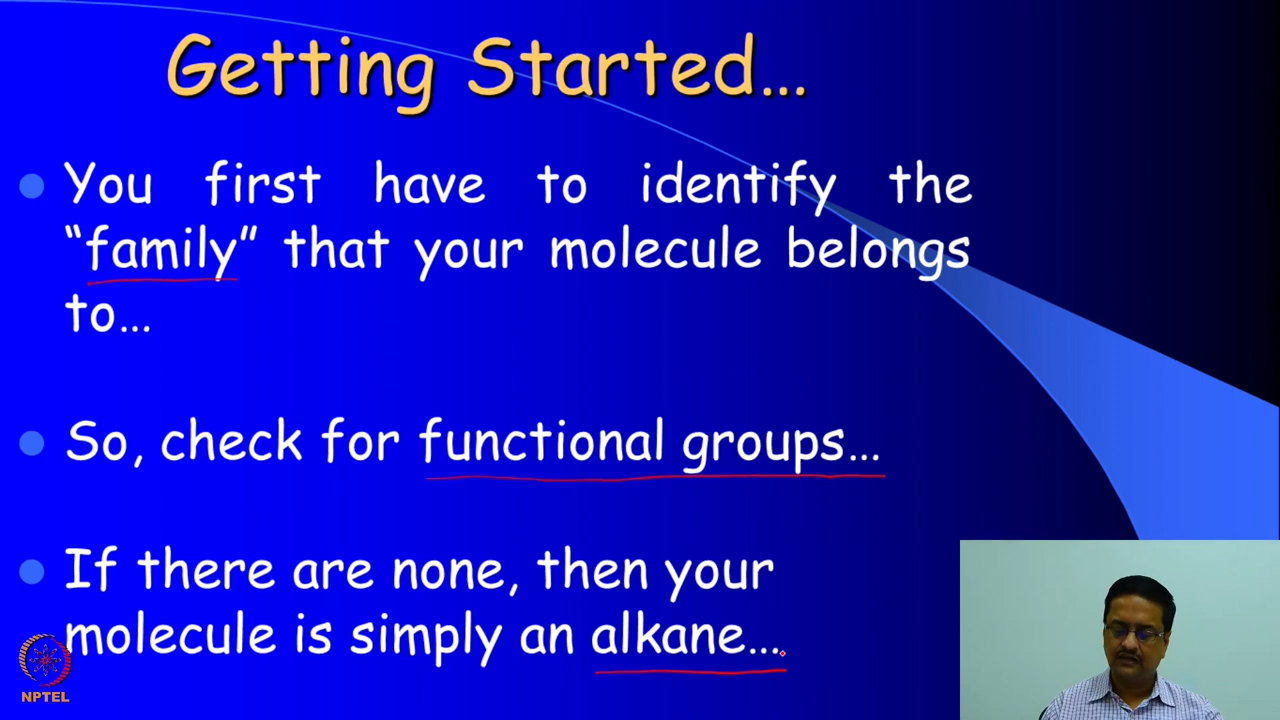 Getting Started...
You first have to identify the
“family” that your molecule belongs
to...
So, check for functional groups...
If there are none, then your
molecule is simply an alkane...
NPTEL